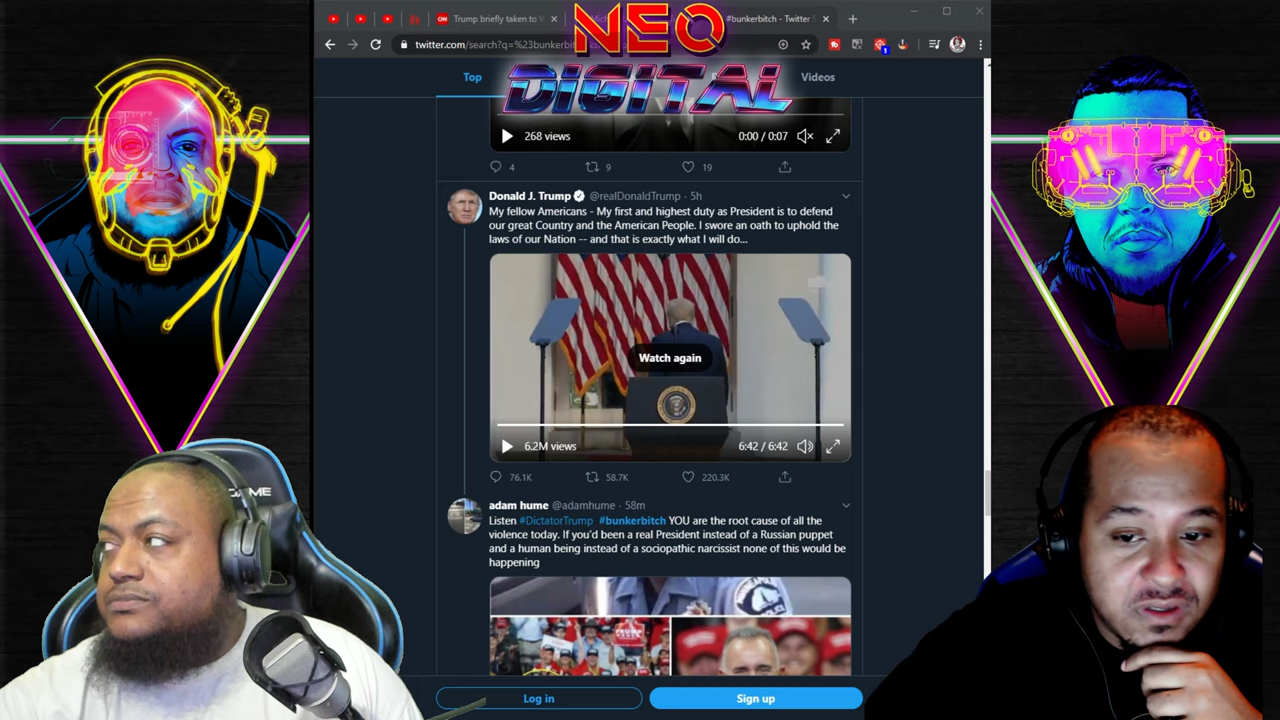 NEO
DIGITAL
Trump briefly taken to
#bunkerbitch - Twitter S
twitter.com/search?q=%23bunkerbi
1
Top
Videos
268 views
0:00 / 0:07
4
9
19
Donald J. Trump @realDonaldTrump · 5h
My fellow Americans - My first and highest duty as President is to defend
our great Country and the American People. I swore an oath to uphold the
laws of our Nation -- and that is exactly what I will do...
Watch again
6.2M views
6:42 / 6:42
76.1K
58.7K
220.3K
adam hume @adamhume · 58m
Listen #DictatorTrump #bunkerbitch YOU are the root cause of all the
violence today. If you'd been a real President instead of a Russian puppet
and a human being instead of a sociopathic narcissist none of this would be
happening
TRUMP
Log in
Sign up
GAME